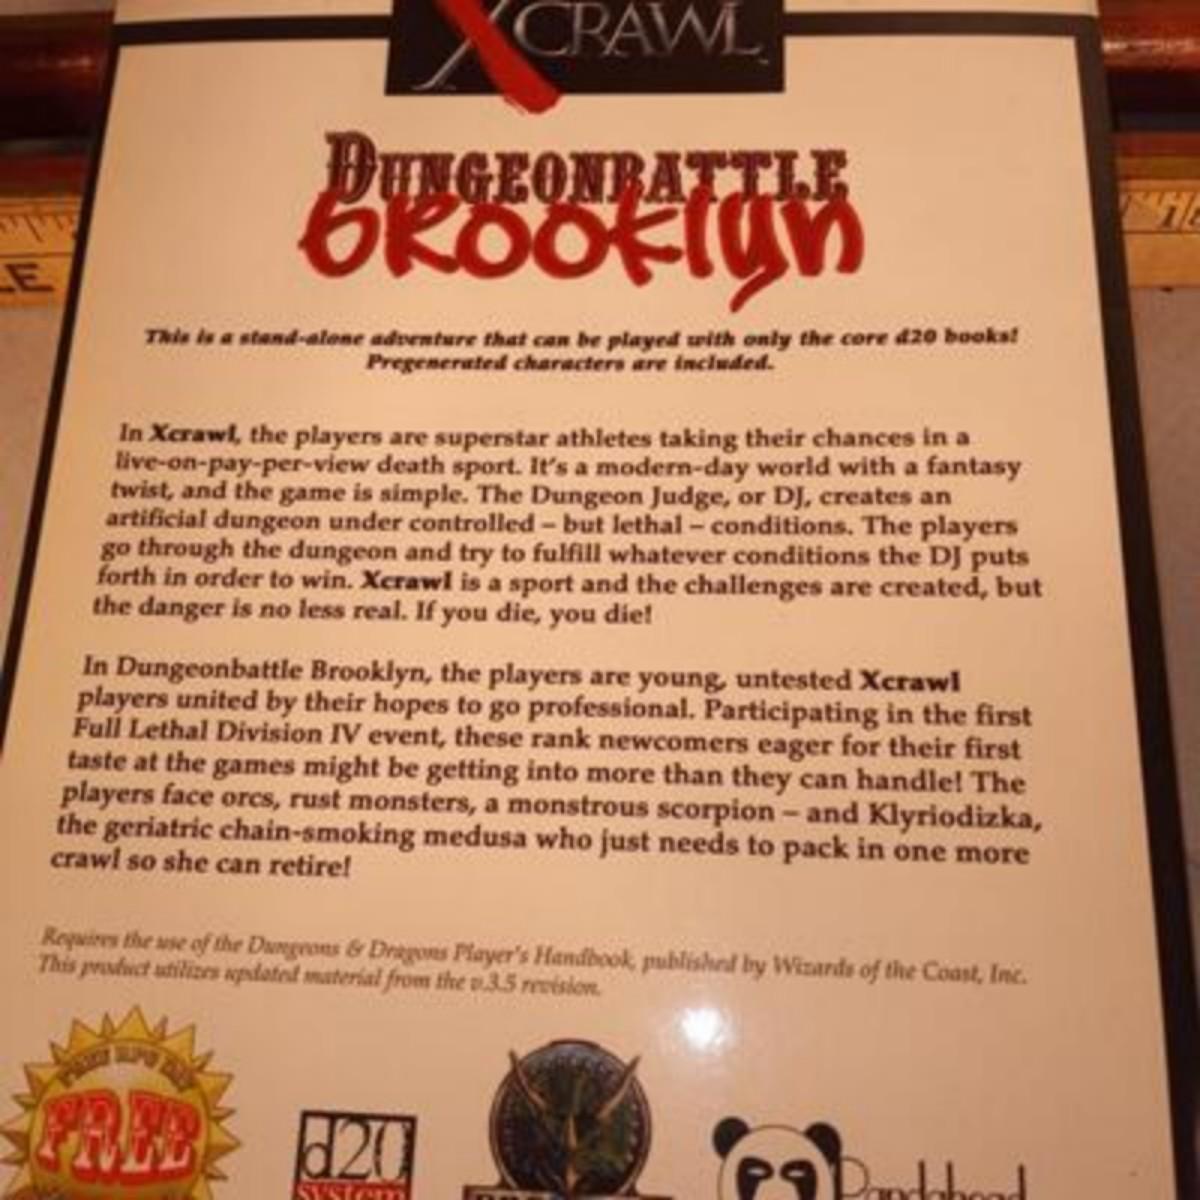 XCRAWL
DUNGEONBATTLE
BROOKlyn
This is a stand-alone adventure that can be played with only the core d20 books!
Pregenerated characters are included.
In Xcrawl, the players are superstar athletes taking their chances in a
live-on-pay-per-view death sport. It's a modern-day world with a fantasy
twist, and the game is simple. The Dungeon Judge, or DJ, creates an
artificial dungeon under controlled – but lethal – conditions. The players
go through the dungeon and try to fulfill whatever conditions the DJ puts
forth in order to win. Xcrawl is a sport and the challenges are created, but
the danger is no less real. If you die, you die!
In Dungeonbattle Brooklyn, the players are young, untested Xcrawl
players united by their hopes to go professional. Participating in the first
Full Lethal Division IV event, these rank newcomers eager for their first
taste at the games might be getting into more than they can handle! The
players face orcs, rust monsters, a monstrous scorpion – and Klyriodizka,
the geriatric chain-smoking medusa who just needs to pack in one more
crawl so she can retire!
Requires the use of the Dungeons & Dragons Player's Handbook, published by Wizards of the Coast, Inc.
This product utilizes updated material from the v.3.5 revision.
FREE RPG DAY
FREE
d20
system
Pandahead